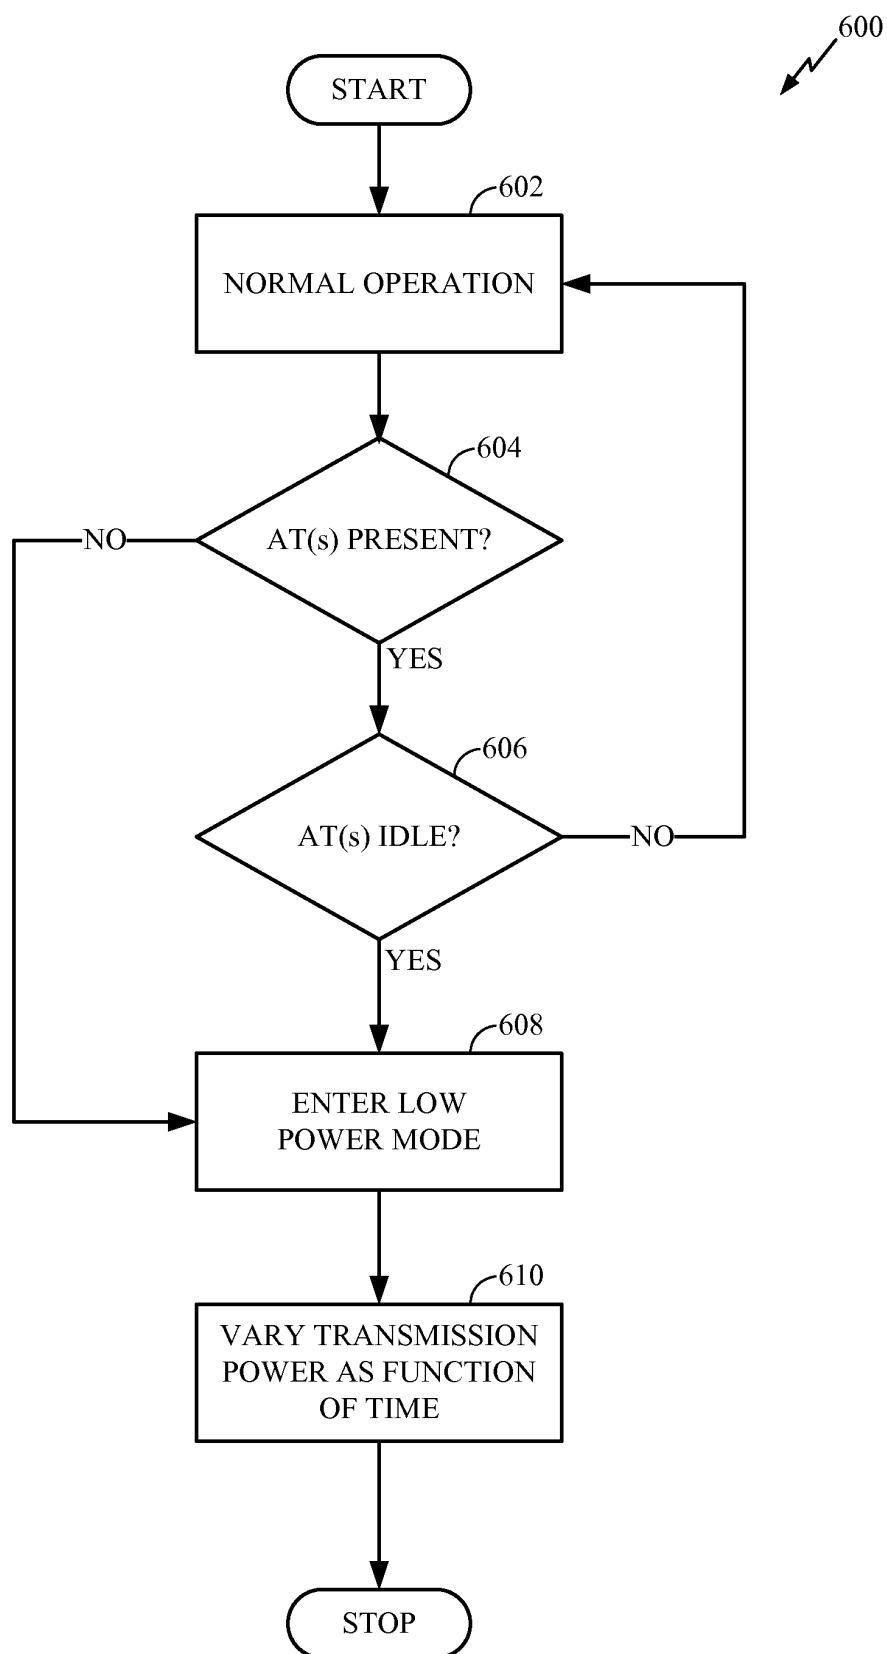 600
START
602
NORMAL OPERATION
604
AT(s) PRESENT?
NO
YES
606
AT(s) IDLE?
NO
YES
608
ENTER LOW
POWER MODE
610
VARY TRANSMISSION
POWER AS FUNCTION
OF TIME
STOP